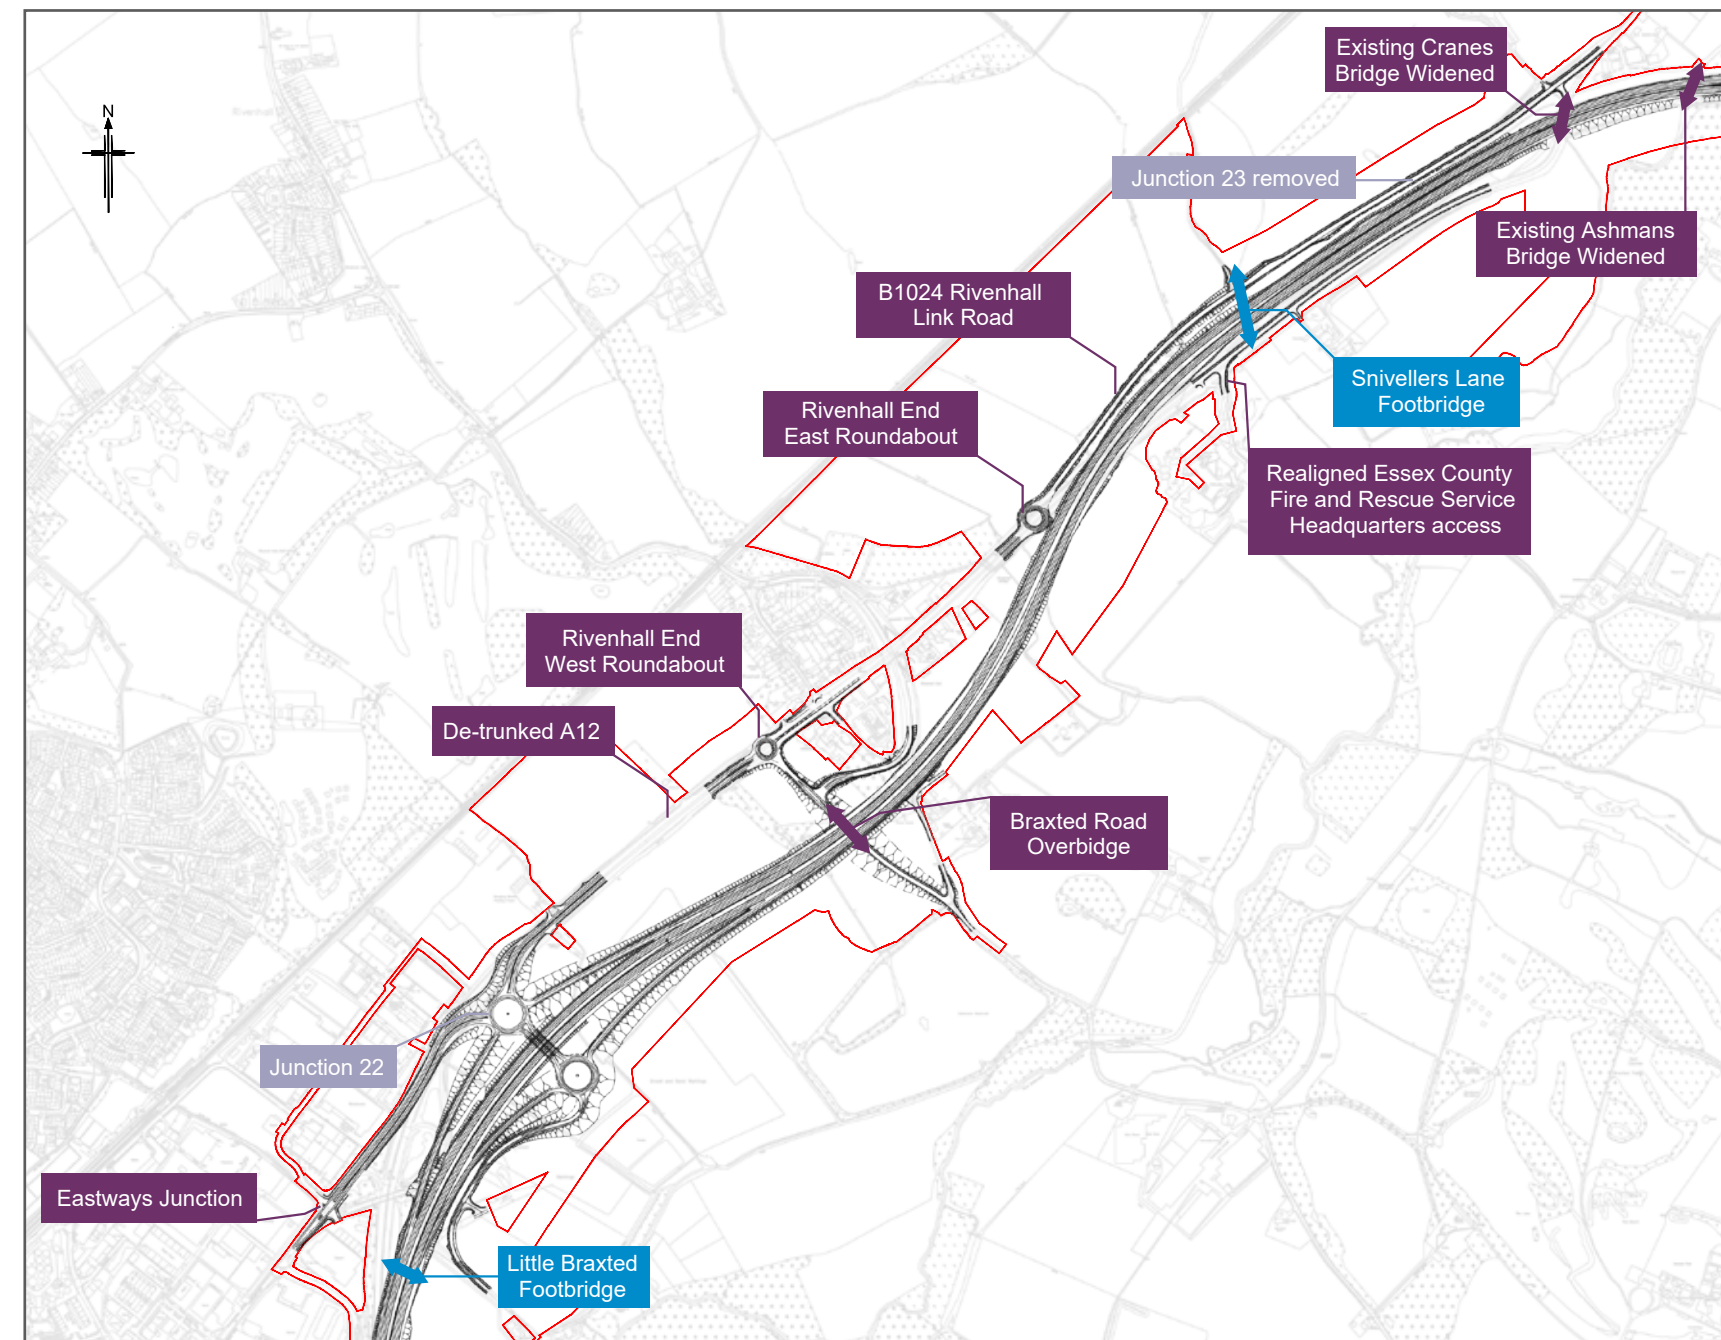 Existing Cranes
Bridge Widened
N
Junction 23 removed
Existing Ashmans
Bridge Widened
B1024 Rivenhall
Link Road
Snivellers Lane
Footbridge
Rivenhall End
East Roundabout
Realigned Essex County
Fire and Rescue Service
Headquarters access
Rivenhall End
West Roundabout
De-trunked A12
Braxted Road
Overbridge
Junction 22
Eastways Junction
Little Braxted
Footbridge